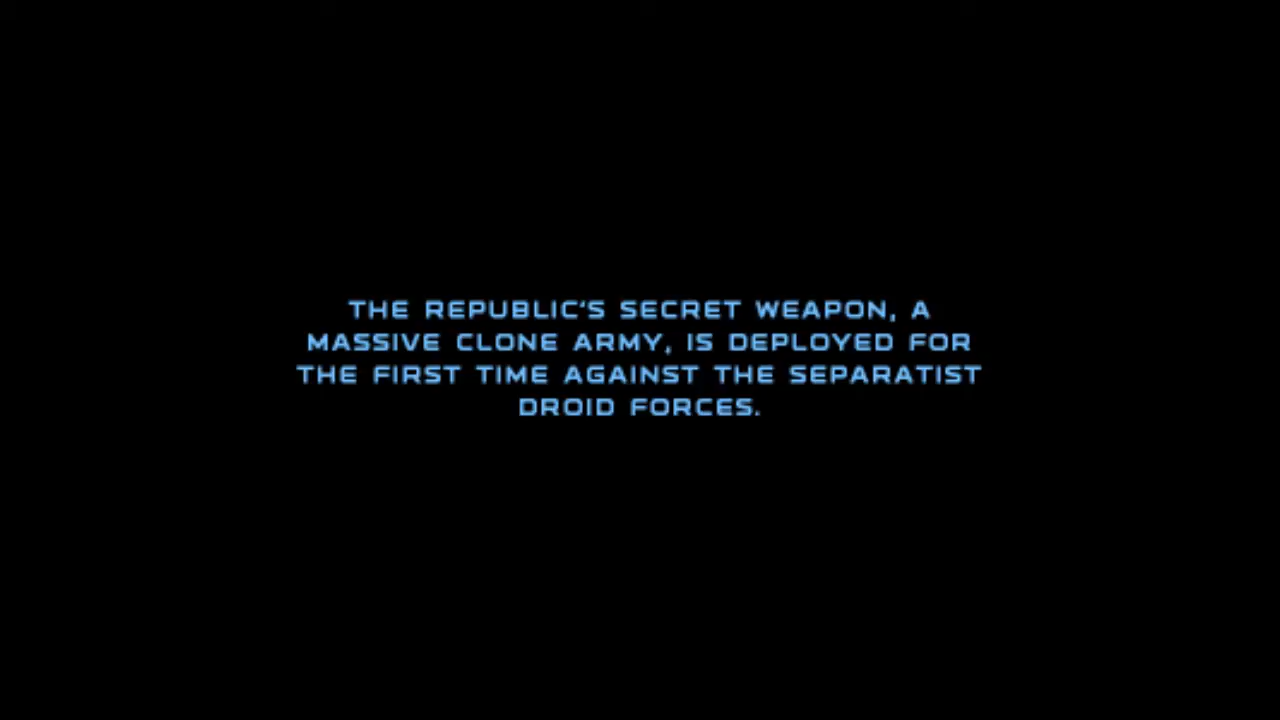 THE REPUBLIC'S SECRET WEAPON, A
MASSIVE CLONE ARMY, IS DEPLOYED FOR
THE FIRST TIME AGAINST THE SEPARATIST
DROID FORCES.